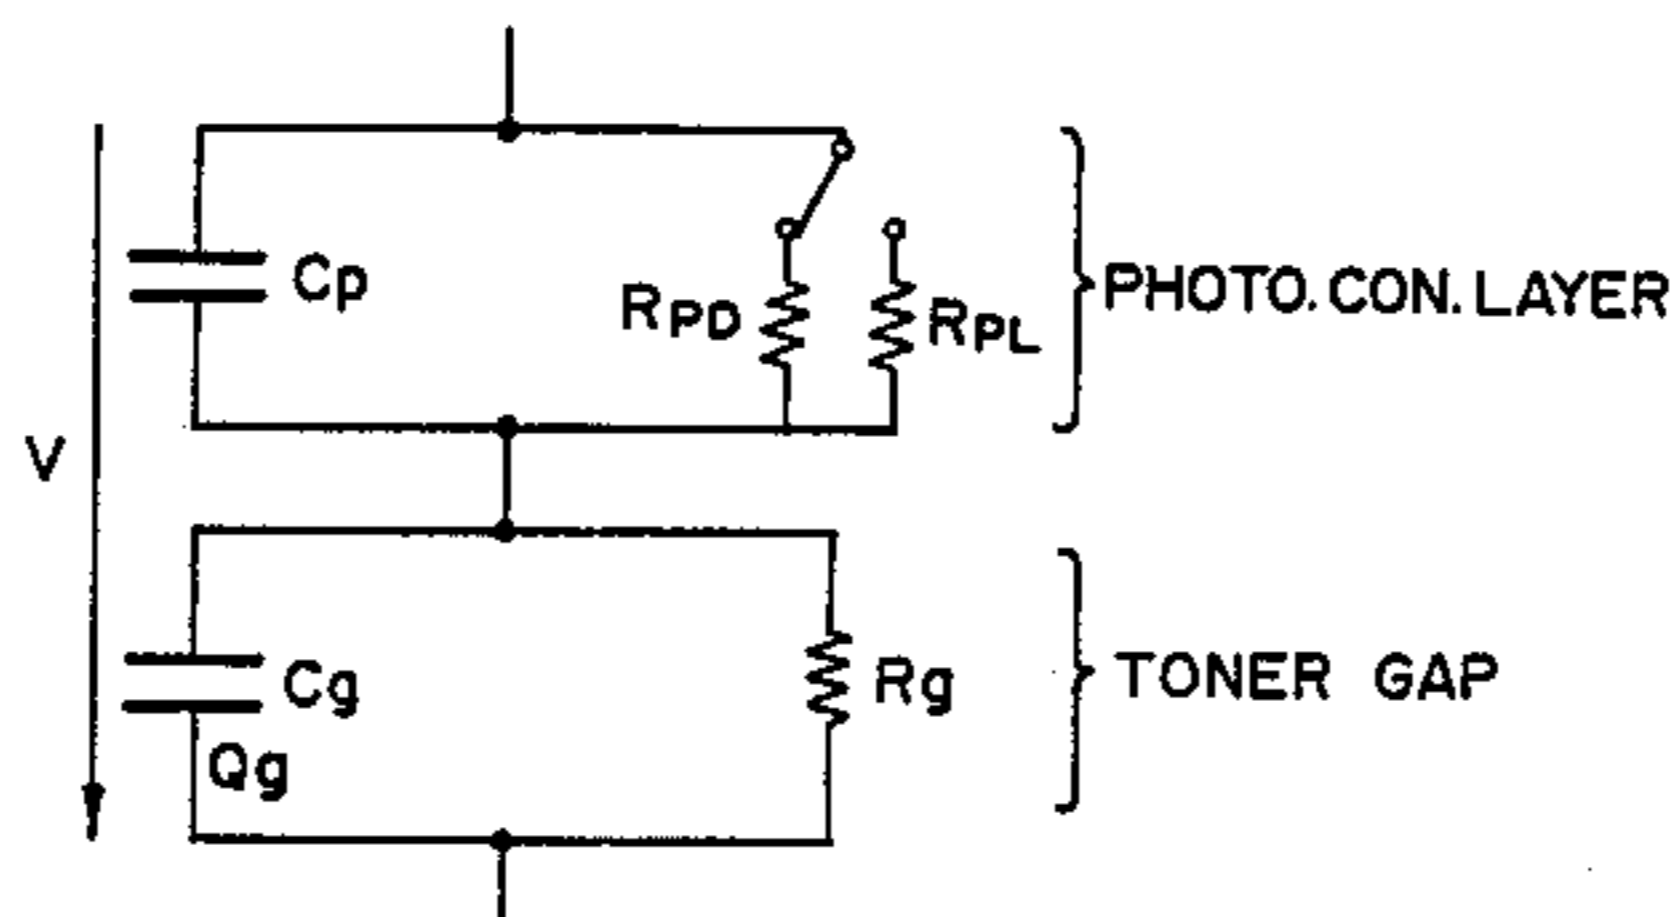 Cp
RPD
RPL
PHOTO. CON. LAYER
V
Cg
Qg
Rg
TONER GAP